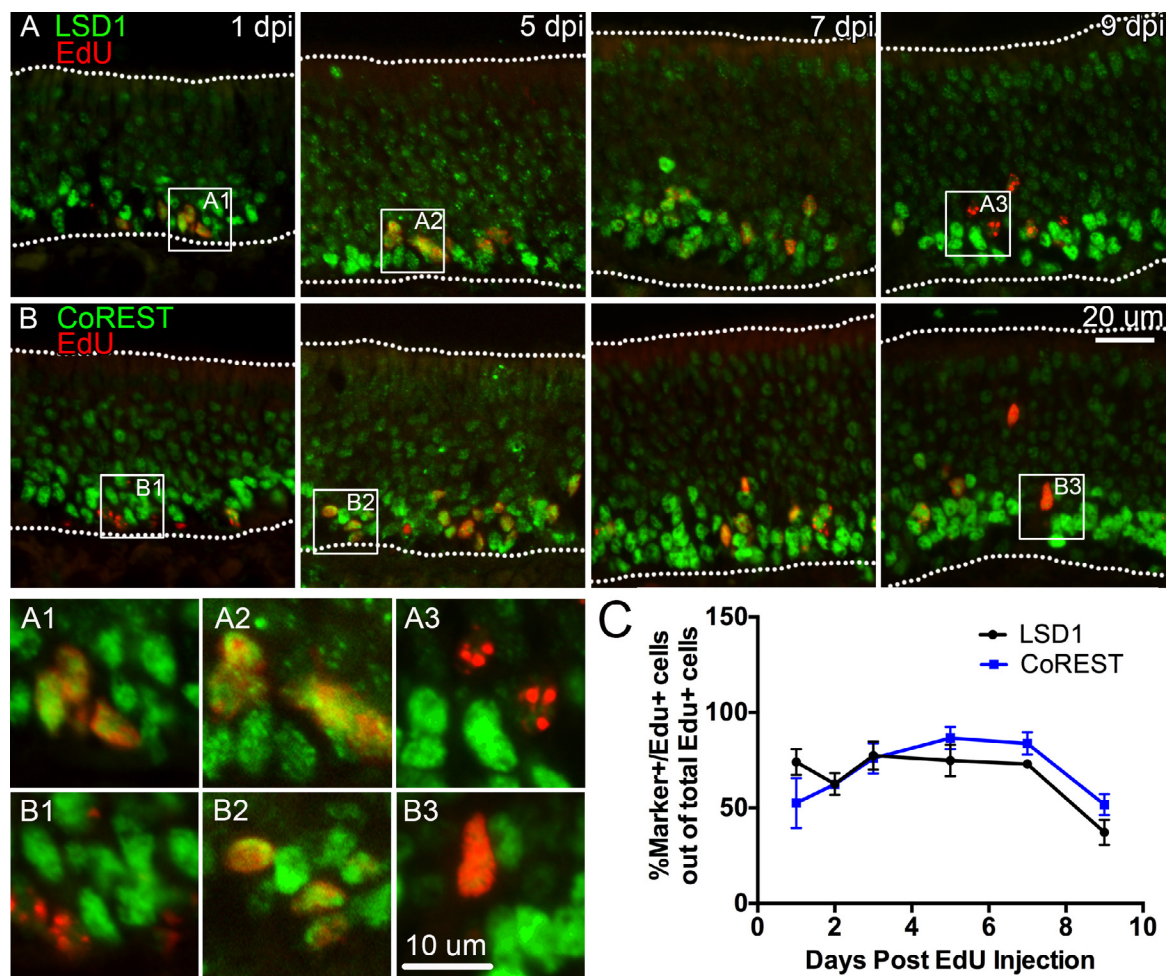 A LSD1 1 dpi 5 dpi 7 dpi 9 dpi
EdU
A1 A2 A3
B CoREST
EdU 20 um
B1 B2 B3
A1 A2 A3
B1 B2 B3
10 um
C
150
100
50
0
LSD1
CoREST
%Marker+/Edu+ cells
out of total Edu+ cells
0 2 4 6 8 10
Days Post EdU Injection